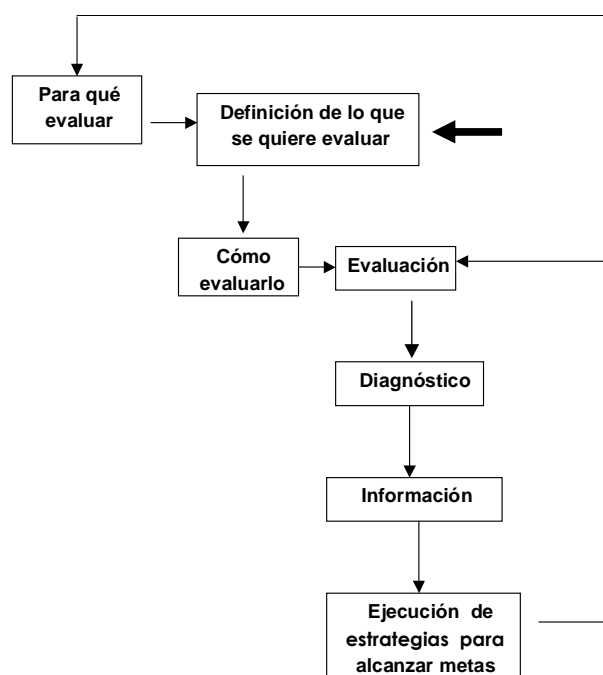 Para qué
evaluar
Definición de lo que
se quiere evaluar
Cómo
evaluarlo
Evaluación
Diagnóstico
Información
Ejecución de
estrategias para
alcanzar metas